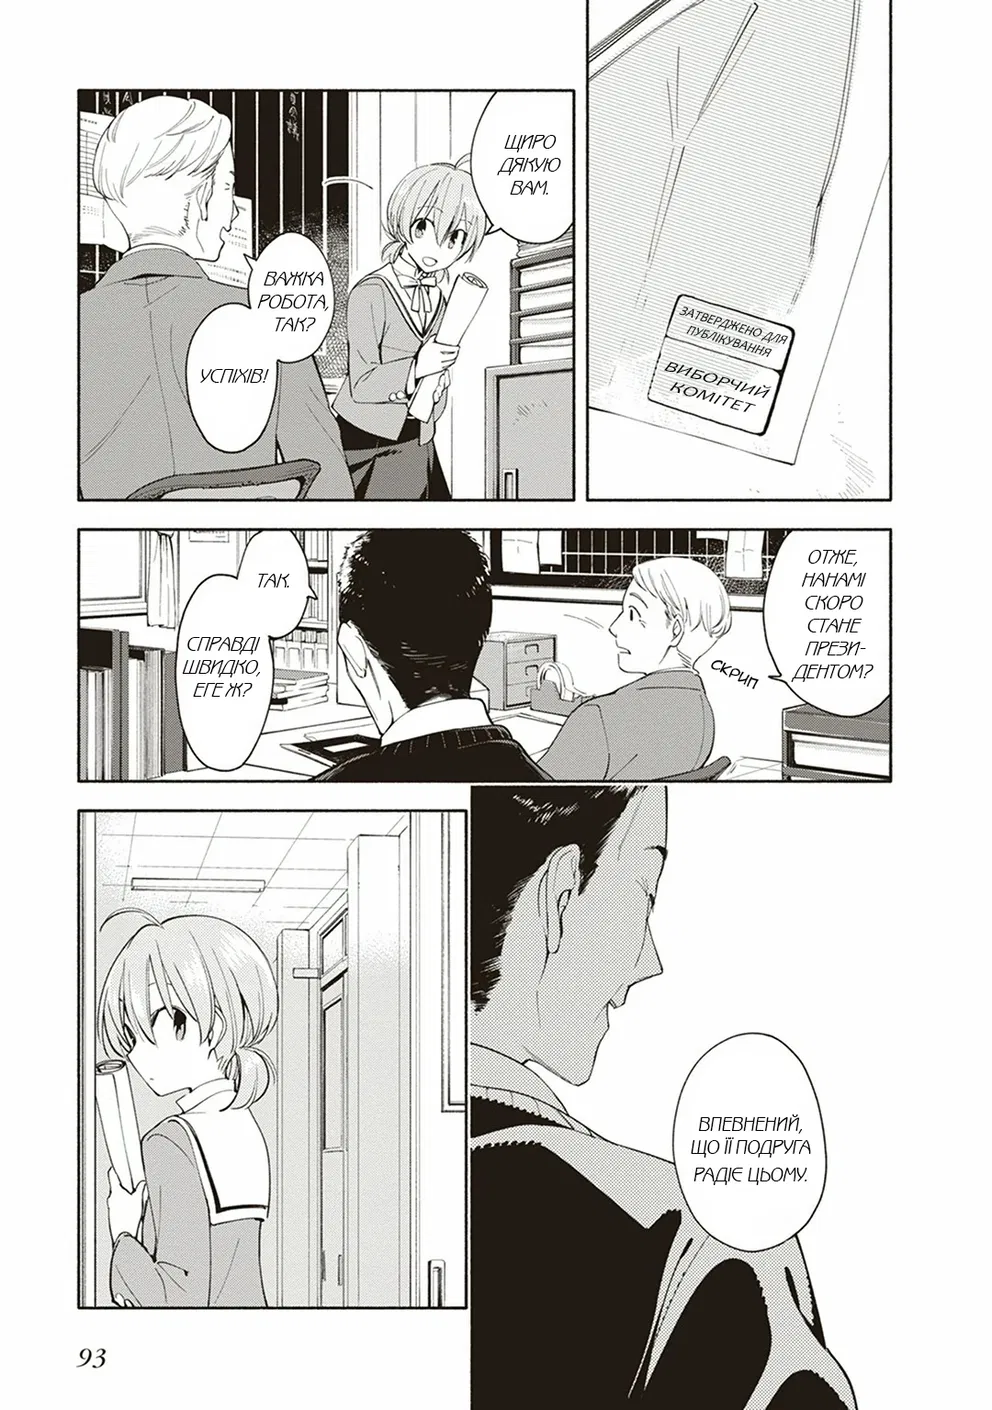 ЗАТВЕРДЖЕНО ДЛЯ
ПУБЛІКУВАННЯ
ВИБОРЧИЙ
КОМІТЕТ
ЩИРО
ДЯКУЮ
ВАМ.
ВАЖКА
РОБОТА,
ТАК?
УСПІХІВ!
ОТЖЕ,
НАНАМІ
СКОРО
СТАНЕ
ПРЕЗИ-
ДЕНТОМ?
СКРИП
ТАК.
СПРАВДІ
ШВИДКО,
ЕГЕ Ж?
ВПЕВНЕНИЙ,
ЩО ЇЇ ПОДРУГА
РАДІЄ ЦЬОМУ.
93